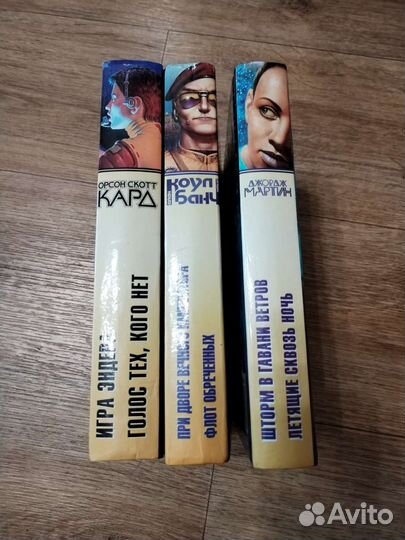 ОРСОН СКОТТ
КАРД
ИГРА ЭНДЕРА
ГОЛОС ТЕХ, КОГО НЕТ
КОУЛ
БАНЧ
ПРИ ДВОРЕ ВЕЧНОГО
ФЛОТ ОБРЕЧЕННЫХ
ДЖОРДЖ
МАРТИН
ШТОРМ В ГАВАНИ ВЕТРОВ
ЛЕТЯЩИЕ СКВОЗЬ НОЧЬ
Avito